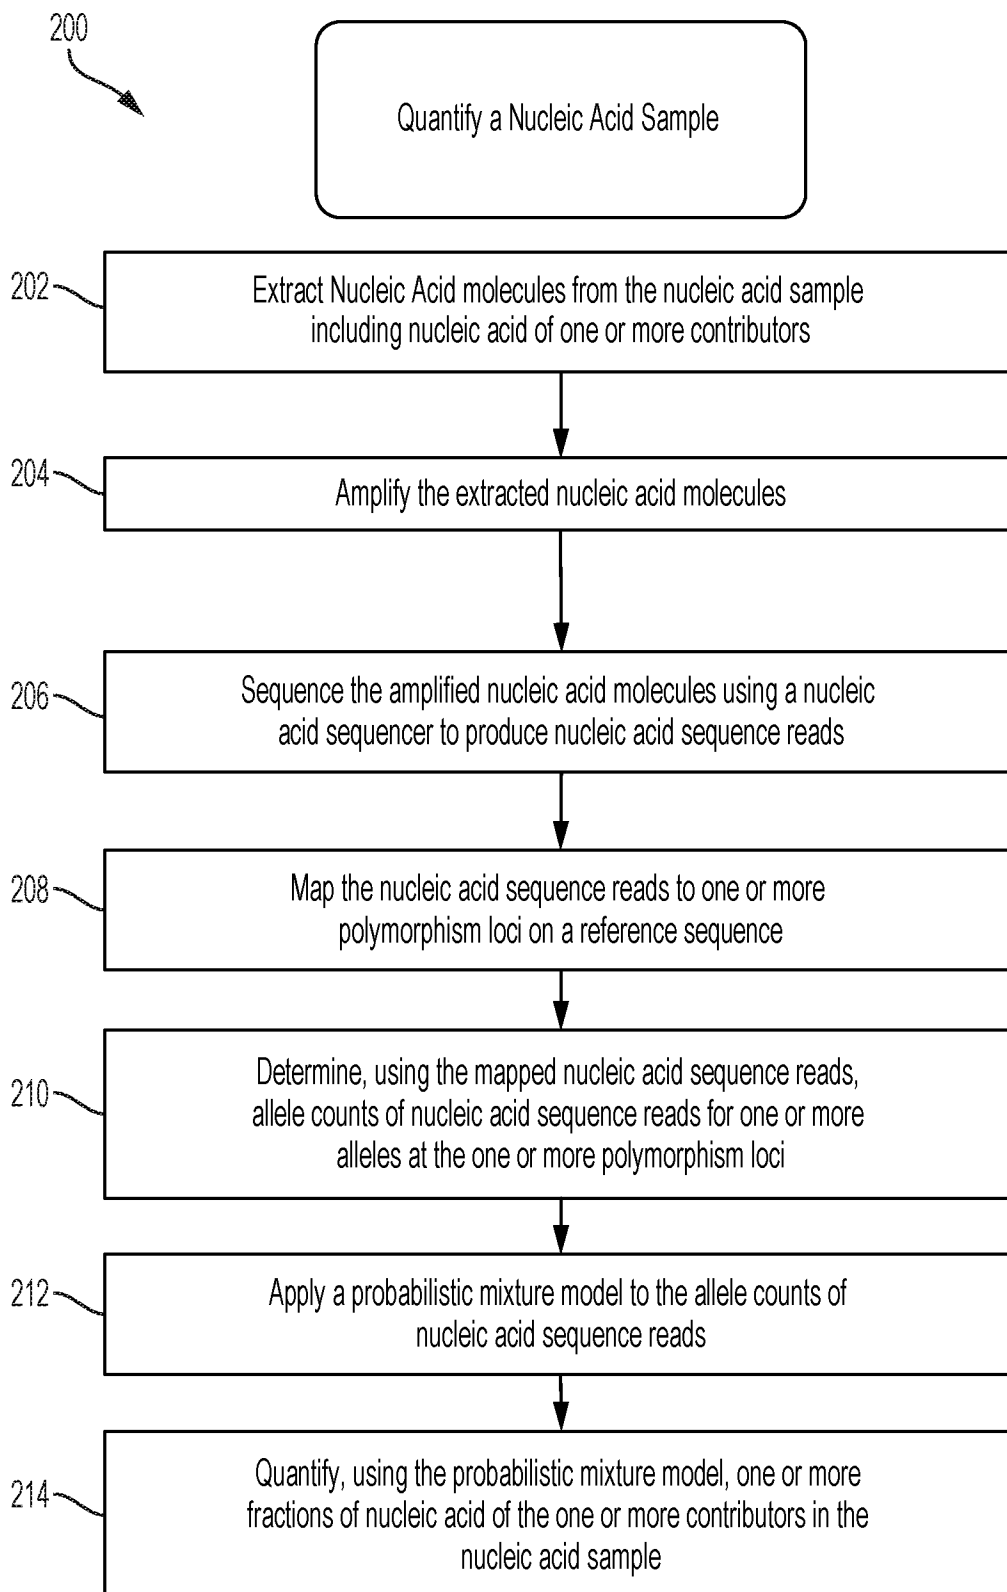 200
Quantify a Nucleic Acid Sample
202
Extract Nucleic Acid molecules from the nucleic acid sample
including nucleic acid of one or more contributors
204
Amplify the extracted nucleic acid molecules
206
Sequence the amplified nucleic acid molecules using a nucleic
acid sequencer to produce nucleic acid sequence reads
208
Map the nucleic acid sequence reads to one or more
polymorphism loci on a reference sequence
210
Determine, using the mapped nucleic acid sequence reads,
allele counts of nucleic acid sequence reads for one or more
alleles at the one or more polymorphism loci
212
Apply a probabilistic mixture model to the allele counts of
nucleic acid sequence reads
214
Quantify, using the probabilistic mixture model, one or more
fractions of nucleic acid of the one or more contributors in the
nucleic acid sample